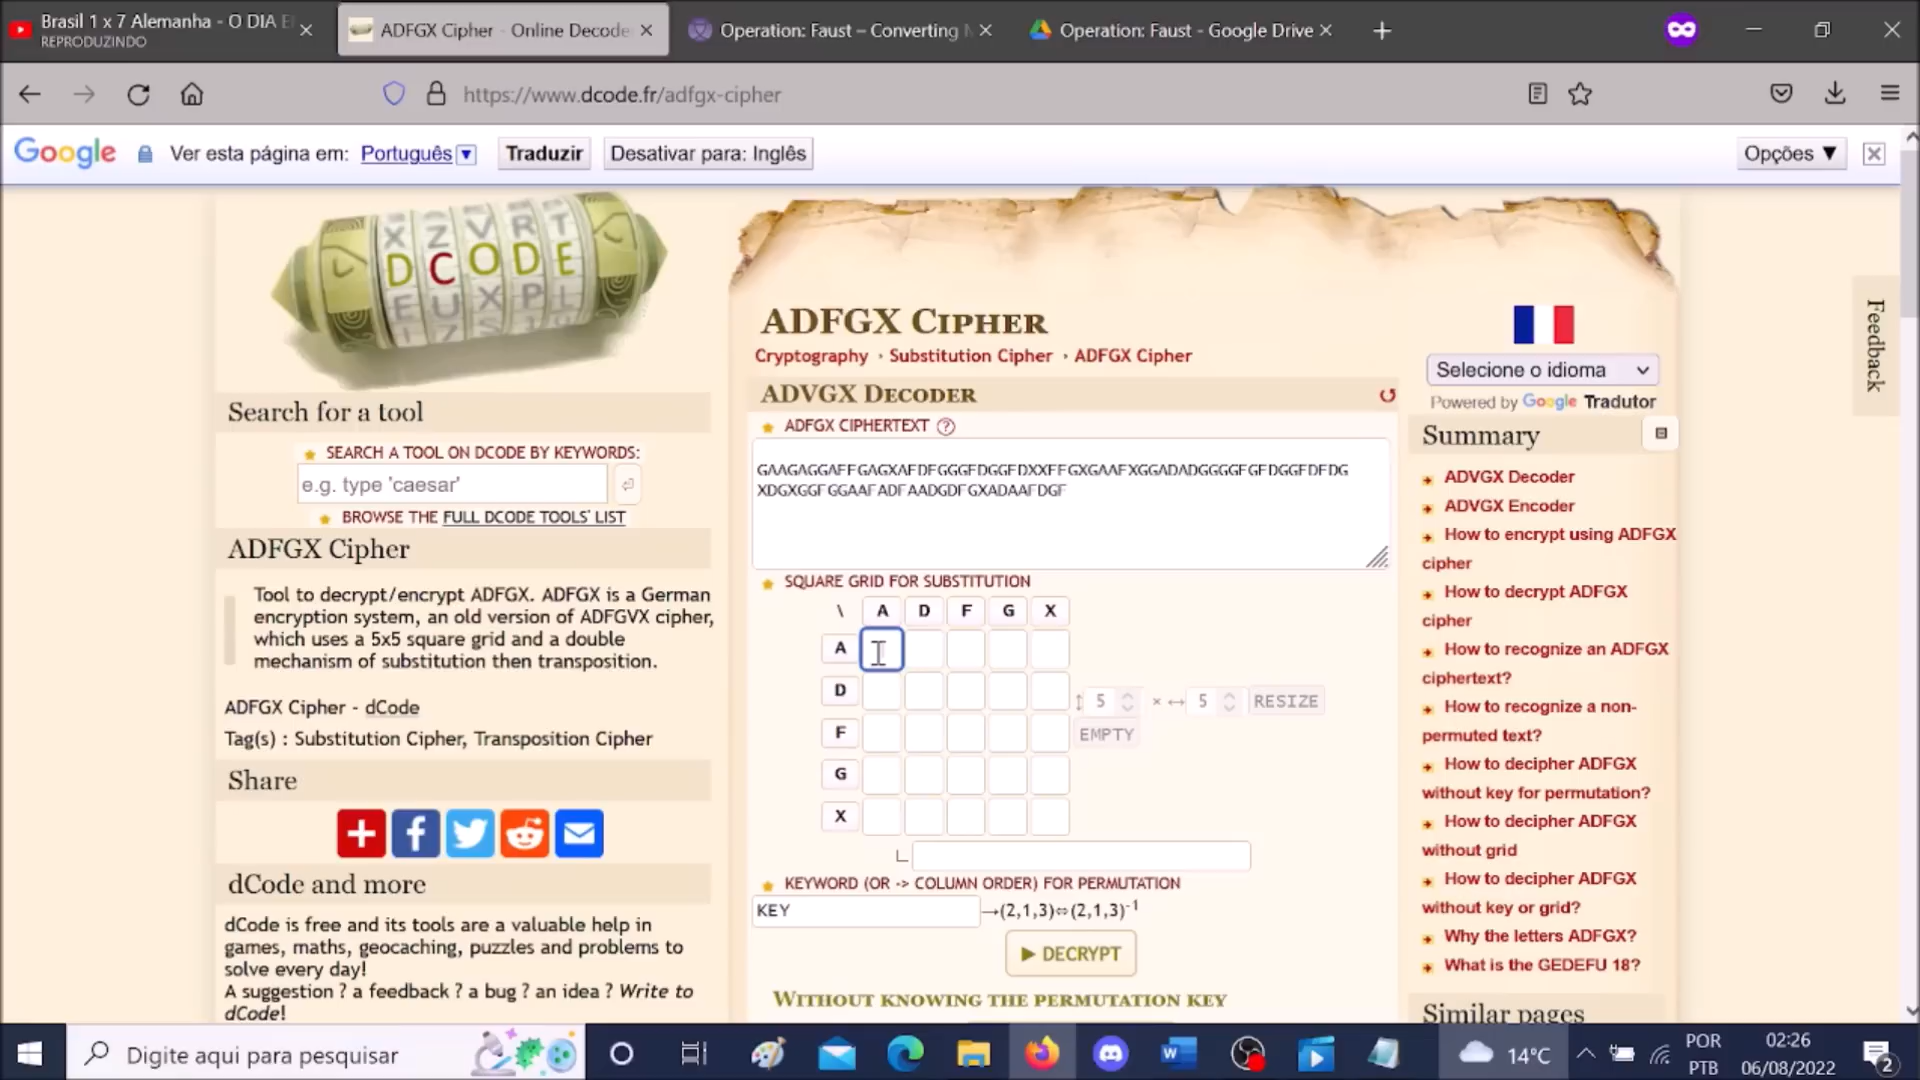 Brasil 1 x 7 Alemanha - O DIA E
REPRODUZINDO
ADFGX Cipher - Online Decode
Operation: Faust – Converting
Operation: Faust - Google Drive
https://www.dcode.fr/adfgx-cipher
Google Ver esta página em: Português ▼ Traduzir Desativar para: Inglês Opções ▼
DCODE
Search for a tool
SEARCH A TOOL ON DCODE BY KEYWORDS:
e.g. type 'caesar'
BROWSE THE FULL DCODE TOOLS' LIST
ADFGX Cipher
Tool to decrypt/encrypt ADFGX. ADFGX is a German
encryption system, an old version of ADFGVX cipher,
which uses a 5x5 square grid and a double
mechanism of substitution then transposition.
ADFGX Cipher - dCode
Tag(s) : Substitution Cipher, Transposition Cipher
Share
dCode and more
dCode is free and its tools are a valuable help in
games, maths, geocaching, puzzles and problems to
solve every day!
A suggestion ? a feedback ? a bug ? an idea ? Write to
dCode!
ADFGX CIPHER
Cryptography › Substitution Cipher › ADFGX Cipher
ADVGX DECODER
ADFGX CIPHERTEXT ?
GAAGAGGAFFGAGXAFDFGGGFDGGFDXXFFGXGAAFXGGADADGGGGFGFDGGFDFDG
XDGXGGFGGAAFADFAADGDFGXADAAFDGF
SQUARE GRID FOR SUBSTITUTION
\ A D F G X
A
D
F
G
X
5 × ↔ 5 RESIZE
EMPTY
KEYWORD (OR -> COLUMN ORDER) FOR PERMUTATION
KEY →(2,1,3)⇔(2,1,3)⁻¹
▶ DECRYPT
WITHOUT KNOWING THE PERMUTATION KEY
Selecione o idioma
Powered by Google Tradutor
Summary
ADVGX Decoder
ADVGX Encoder
How to encrypt using ADFGX
cipher
How to decrypt ADFGX
cipher
How to recognize an ADFGX
ciphertext?
How to recognize a non-
permuted text?
How to decipher ADFGX
without key for permutation?
How to decipher ADFGX
without grid
How to decipher ADFGX
without key or grid?
Why the letters ADFGX?
What is the GEDEFU 18?
Similar pages
Feedback
Digite aqui para pesquisar
14°C
POR
PTB
02:26
06/08/2022
2